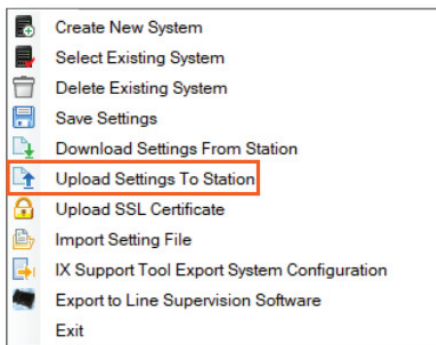 Create New System
Select Existing System
Delete Existing System
Save Settings
Download Settings From Station
Upload Settings To Station
Upload SSL Certificate
Import Setting File
IX Support Tool Export System Configuration
Export to Line Supervision Software
Exit